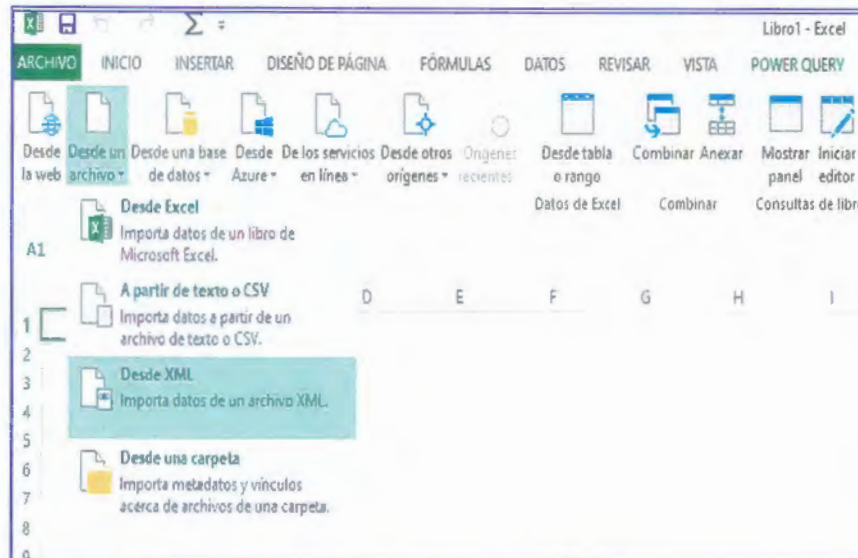 Libro1 - Excel
ARCHIVO INICIO INSERTAR DISEÑO DE PÁGINA FÓRMULAS DATOS REVISAR VISTA POWER QUERY
Desde la web
Desde un archivo
Desde una base de datos
Desde Azure
De los servicios en línea
Desde otros orígenes
Orígenes recientes
Desde tabla o rango
Combinar
Anexar
Mostrar panel
Iniciar editor
Datos de Excel
Combinar
Consultas de libr
A1
Desde Excel
Importa datos de un libro de
Microsoft Excel.
A partir de texto o CSV
Importa datos a partir de un
archivo de texto o CSV.
Desde XML
Importa datos de un archivo XML.
Desde una carpeta
Importa metadatos y vínculos
acerca de archivos de una carpeta.
D E F G H I
1
2
3
4
5
6
7
8
9